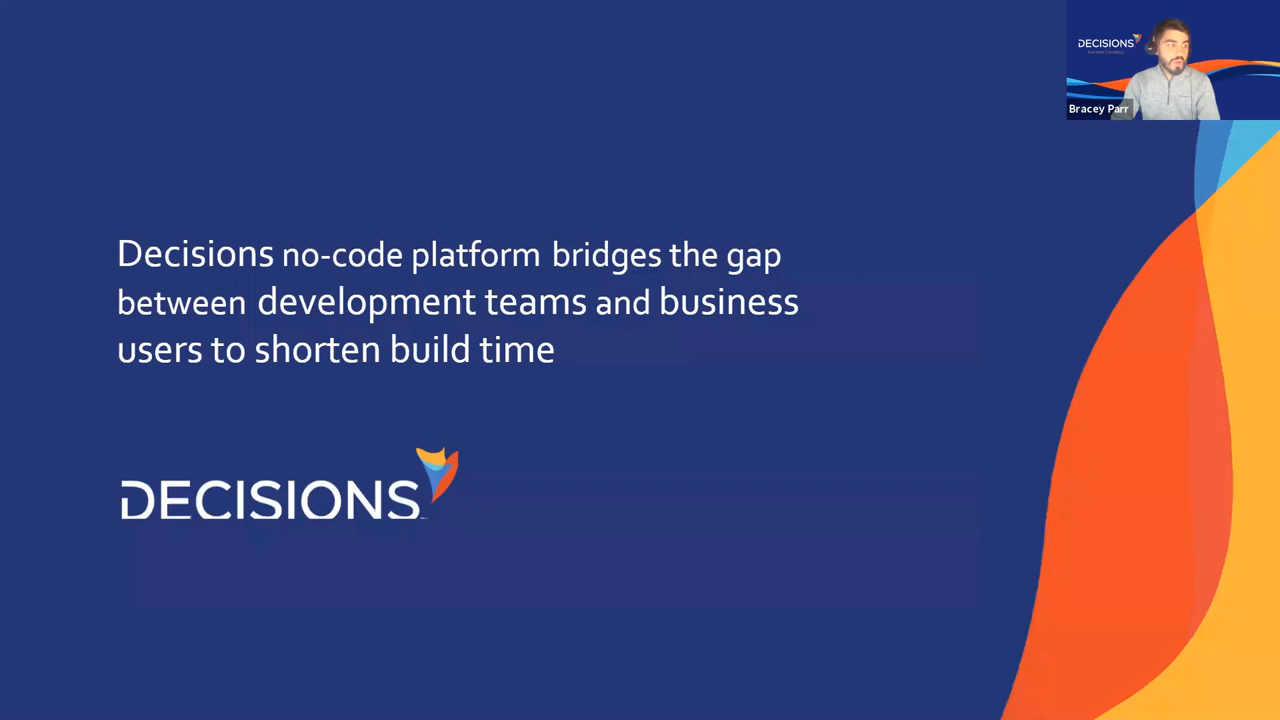 DECISIONS
Bracey Parr
Decisions no-code platform bridges the gap
between development teams and business
users to shorten build time
DECISIONS